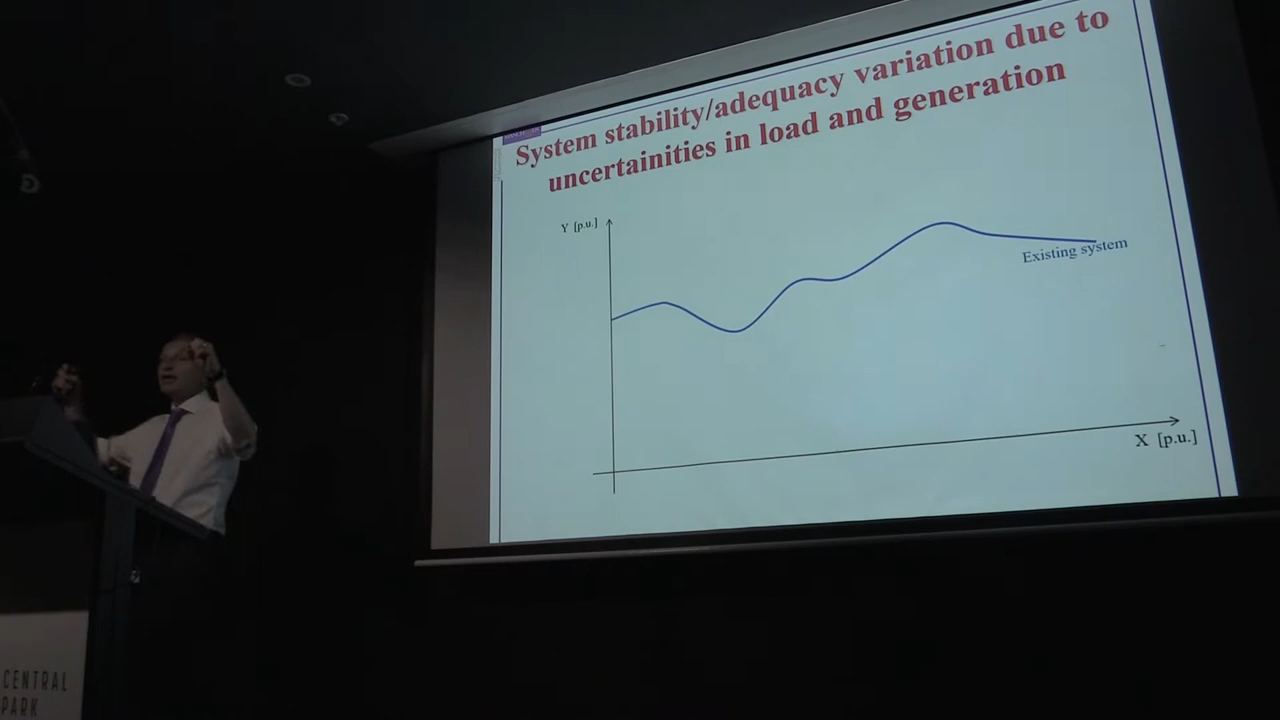 System stability/adequacy variation due to
uncertainities in load and generation
Y [p.u.]
Existing system
X [p.u.]
CENTRAL
PARK